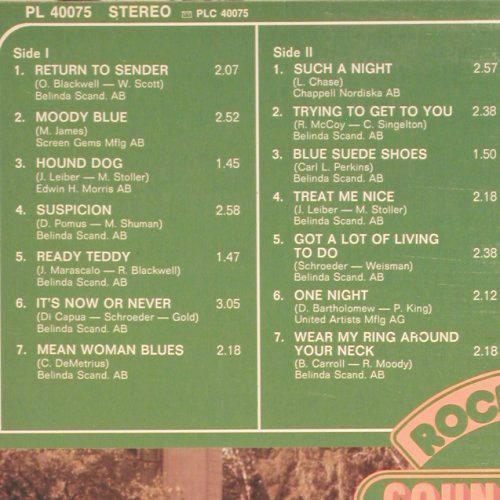 PL 40075 STEREO PLC 40075
Side I
1. RETURN TO SENDER 2.07
(O. Blackwell — W. Scott)
Belinda Scand. AB
2. MOODY BLUE 2.52
(M. James)
Screen Gems Mflg AB
3. HOUND DOG 1.45
(J. Leiber — M. Stoller)
Edwin H. Morris AB
4. SUSPICION 2.58
(D. Pomus — M. Shuman)
Belinda Scand. AB
5. READY TEDDY 1.47
(J. Marascalo — R. Blackwell)
Belinda Scand. AB
6. IT'S NOW OR NEVER 3.05
(Di Capua — Schroeder — Gold)
Belinda Scand. AB
7. MEAN WOMAN BLUES 2.18
(C. DeMetrius)
Belinda Scand. AB
Side II
1. SUCH A NIGHT 2.57
(L. Chase)
Chappell Nordiska AB
2. TRYING TO GET TO YOU 2.38
(R. McCoy — C. Singelton)
Belinda Scand. AB
3. BLUE SUEDE SHOES 1.50
(Carl L. Perkins)
Belinda Scand. AB
4. TREAT ME NICE 2.18
(J. Leiber — M. Stoller)
Belinda Scand. AB
5. GOT A LOT OF LIVING
TO DO 2.38
(Schroeder — Weisman)
Belinda Scand. AB
6. ONE NIGHT 2.12
(D. Bartholomew — P. King)
United Artists Mflg AG
7. WEAR MY RING AROUND
YOUR NECK 2.18
(B. Carroll — R. Moody)
Belinda Scand. AB
ROC
COUN